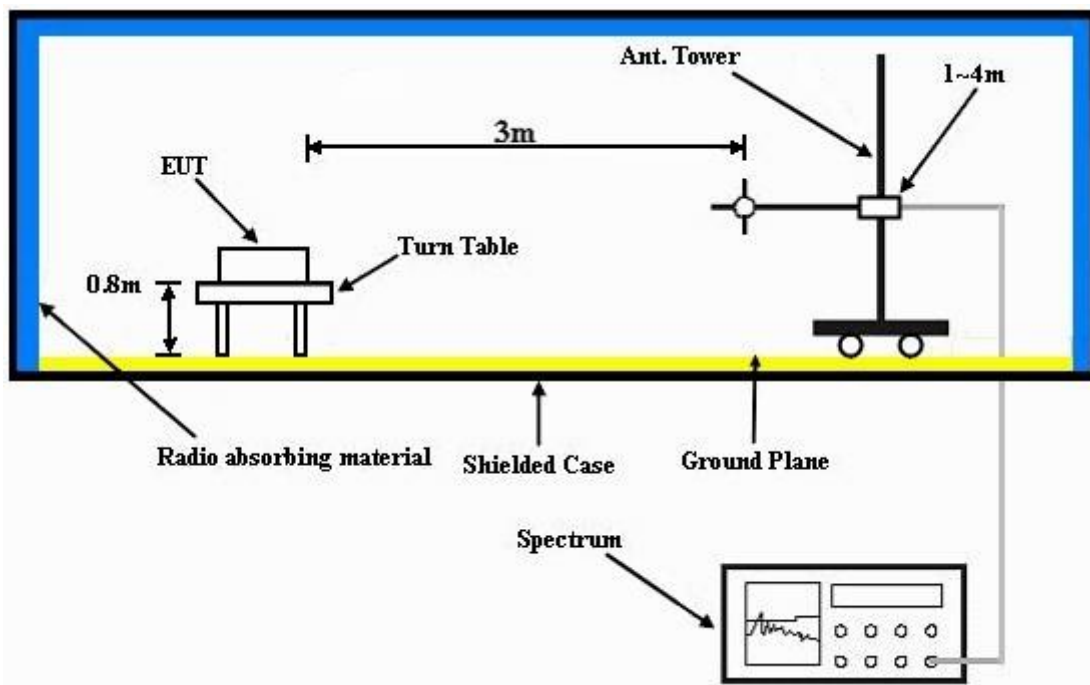 Ant. Tower
1~4m
3m
EUT
Turn Table
0.8m
Radio absorbing material
Shielded Case
Ground Plane
Spectrum